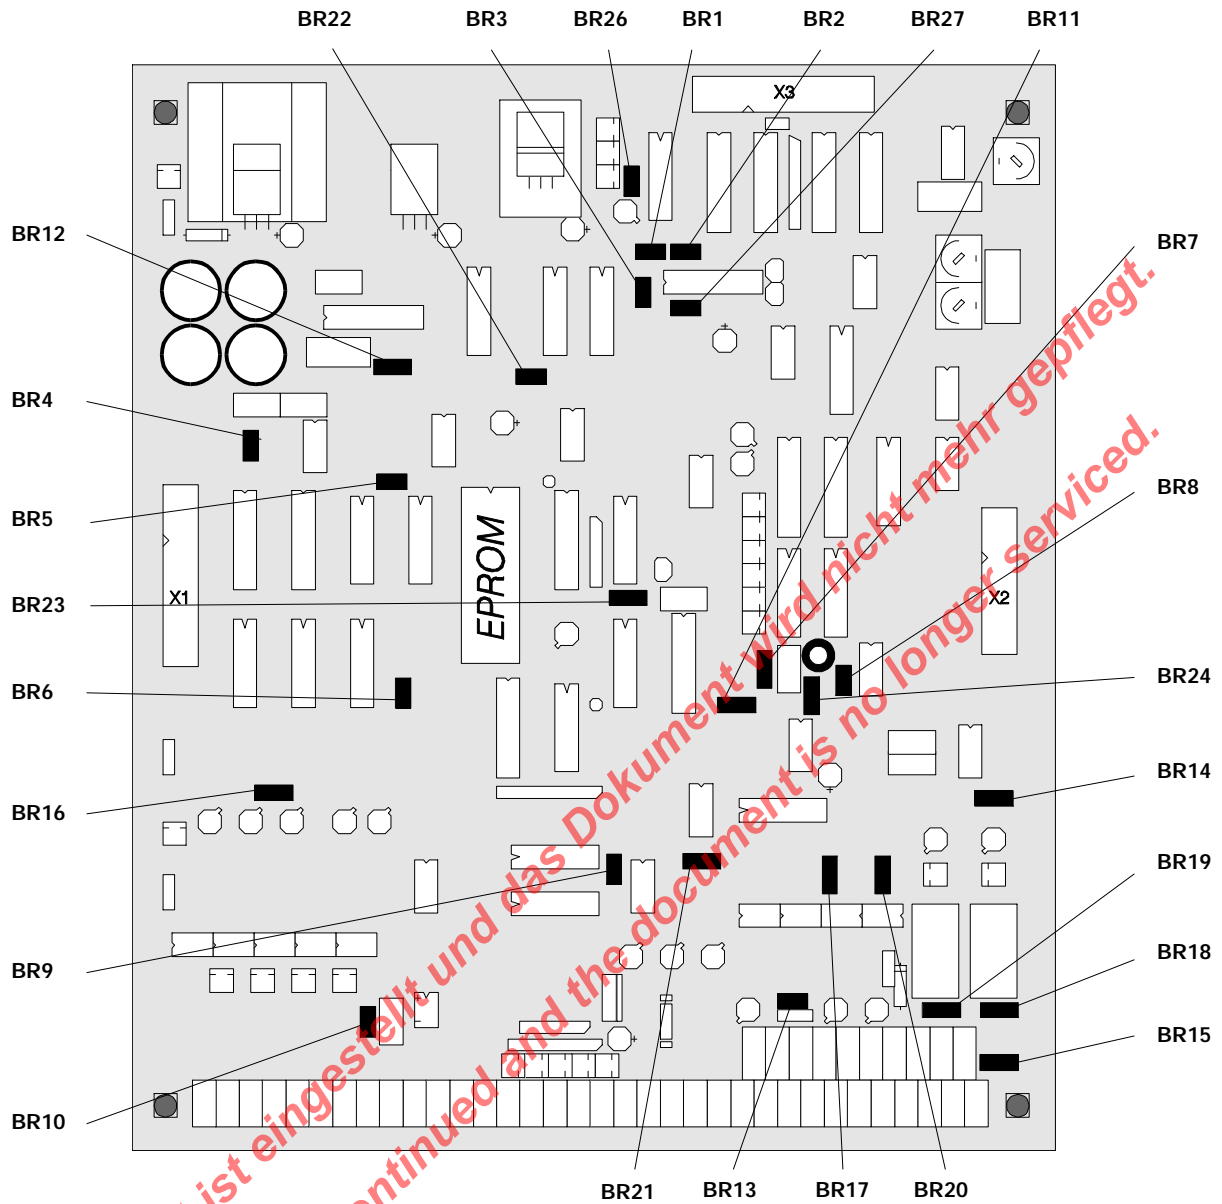 BR22 BR3 BR26 BR1 BR2 BR27 BR11
X3
BR12
BR7
BR4
BR8
BR5
EPROM
X1
X2
BR23
BR6
BR24
BR14
BR16
BR19
BR9
BR18
BR15
BR10
BR21 BR13 BR17 BR20
ist eingestellt und das Dokument wird nicht mehr gepflegt.
continued and the document is no longer serviced.